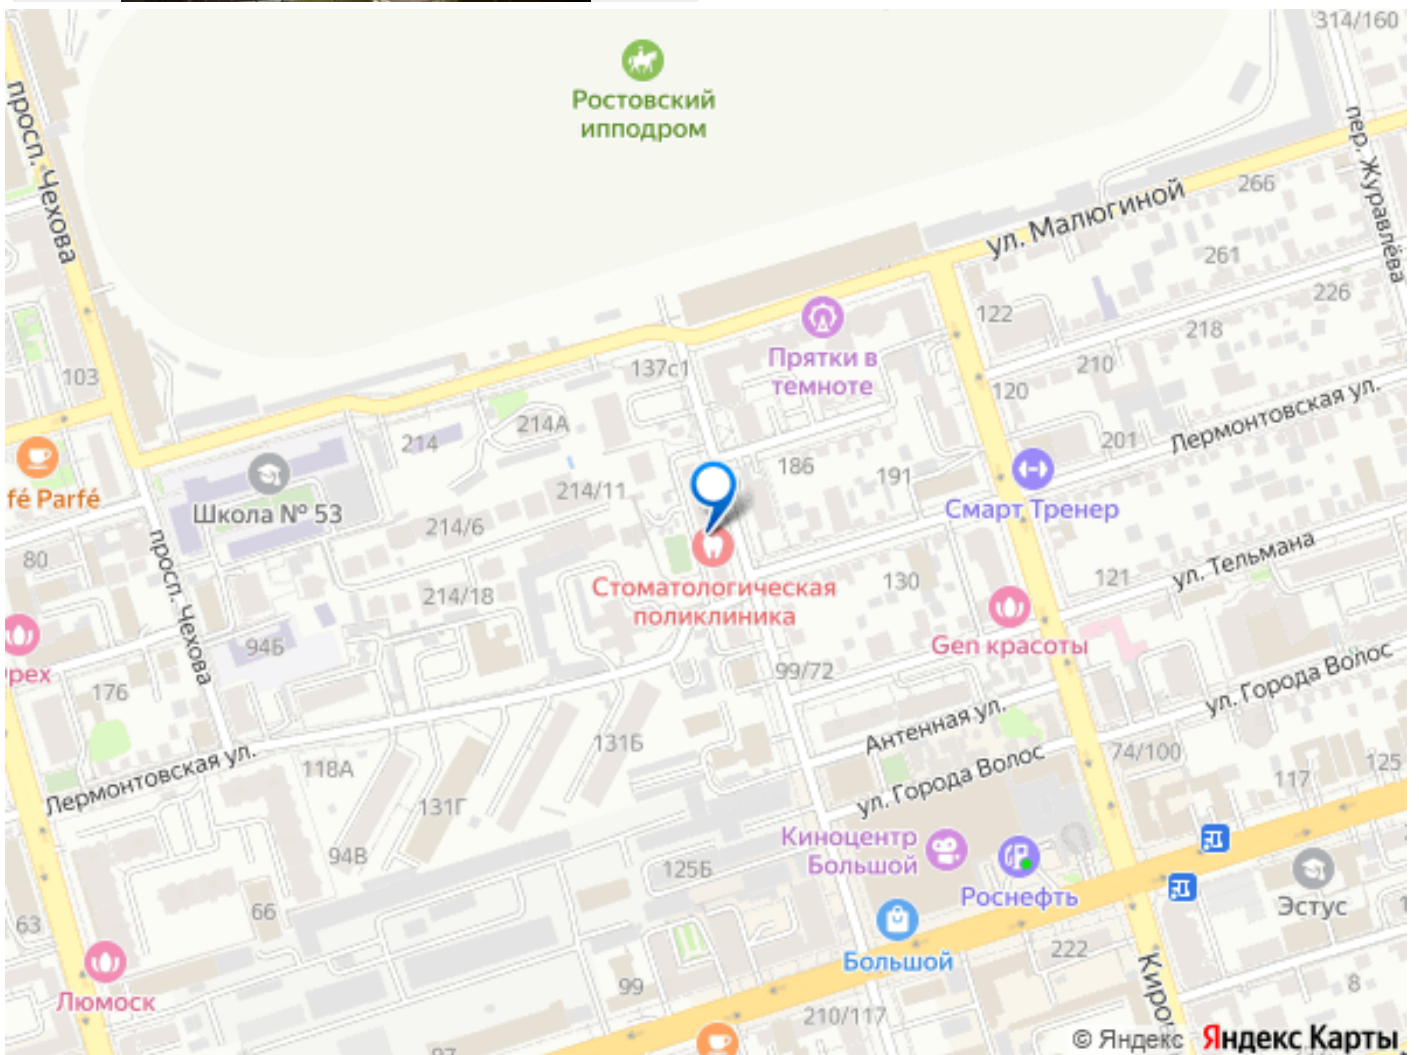 314/160
Ростовский
ипподром
просп. Чехова
пер. Журавлёва
266
ул. Малюгиной
261
226
122
218
Прятки в
темноте
137с1
210
103
120
Лермонтовская ул.
214А
214
201
186
191
fé Parfé
214/11
Смарт Тренер
Школа № 53
214/6
ул. Тельмана
80
просп. Чехова
Стоматологическая
поликлиника
130
121
214/18
Gen красоты
94Б
99/72
ул. Города Волос
176
Антенная ул.
131Б
74/100
Лермонтовская ул.
118А
ул. Города Волос
117
125
131Г
Киноцентр
Большой
94В
125Б
Роснефть
Эстус
66
63
Большой
222
Люмоск
99
8
210/117
Киро
© Яндекс Яндекс Карты